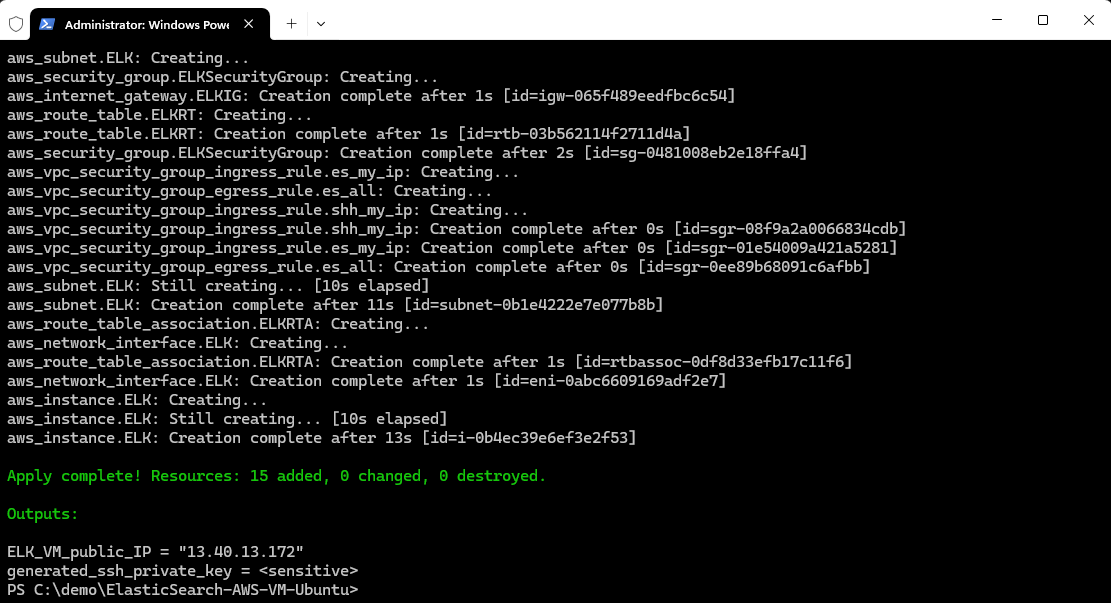 Administrator: Windows Powe
aws_subnet.ELK: Creating...
aws_security_group.ELKSecurityGroup: Creating...
aws_internet_gateway.ELKIG: Creation complete after 1s [id=igw-065f489eedfbc6c54]
aws_route_table.ELKRT: Creating...
aws_route_table.ELKRT: Creation complete after 1s [id=rtb-03b562114f2711d4a]
aws_security_group.ELKSecurityGroup: Creation complete after 2s [id=sg-0481008eb2e18ffa4]
aws_vpc_security_group_ingress_rule.es_my_ip: Creating...
aws_vpc_security_group_egress_rule.es_all: Creating...
aws_vpc_security_group_ingress_rule.shh_my_ip: Creating...
aws_vpc_security_group_ingress_rule.shh_my_ip: Creation complete after 0s [id=sgr-08f9a2a0066834cdb]
aws_vpc_security_group_ingress_rule.es_my_ip: Creation complete after 0s [id=sgr-01e54009a421a5281]
aws_vpc_security_group_egress_rule.es_all: Creation complete after 0s [id=sgr-0ee89b68091c6afbb]
aws_subnet.ELK: Still creating... [10s elapsed]
aws_subnet.ELK: Creation complete after 11s [id=subnet-0b1e4222e7e077b8b]
aws_route_table_association.ELKRTA: Creating...
aws_network_interface.ELK: Creating...
aws_route_table_association.ELKRTA: Creation complete after 1s [id=rtbassoc-0df8d33efb17c11f6]
aws_network_interface.ELK: Creation complete after 1s [id=eni-0abc6609169adf2e7]
aws_instance.ELK: Creating...
aws_instance.ELK: Still creating... [10s elapsed]
aws_instance.ELK: Creation complete after 13s [id=i-0b4ec39e6ef3e2f53]
Apply complete! Resources: 15 added, 0 changed, 0 destroyed.
Outputs:
ELK_VM_public_IP = "13.40.13.172"
generated_ssh_private_key = <sensitive>
PS C:\demo\ElasticSearch-AWS-VM-Ubuntu>